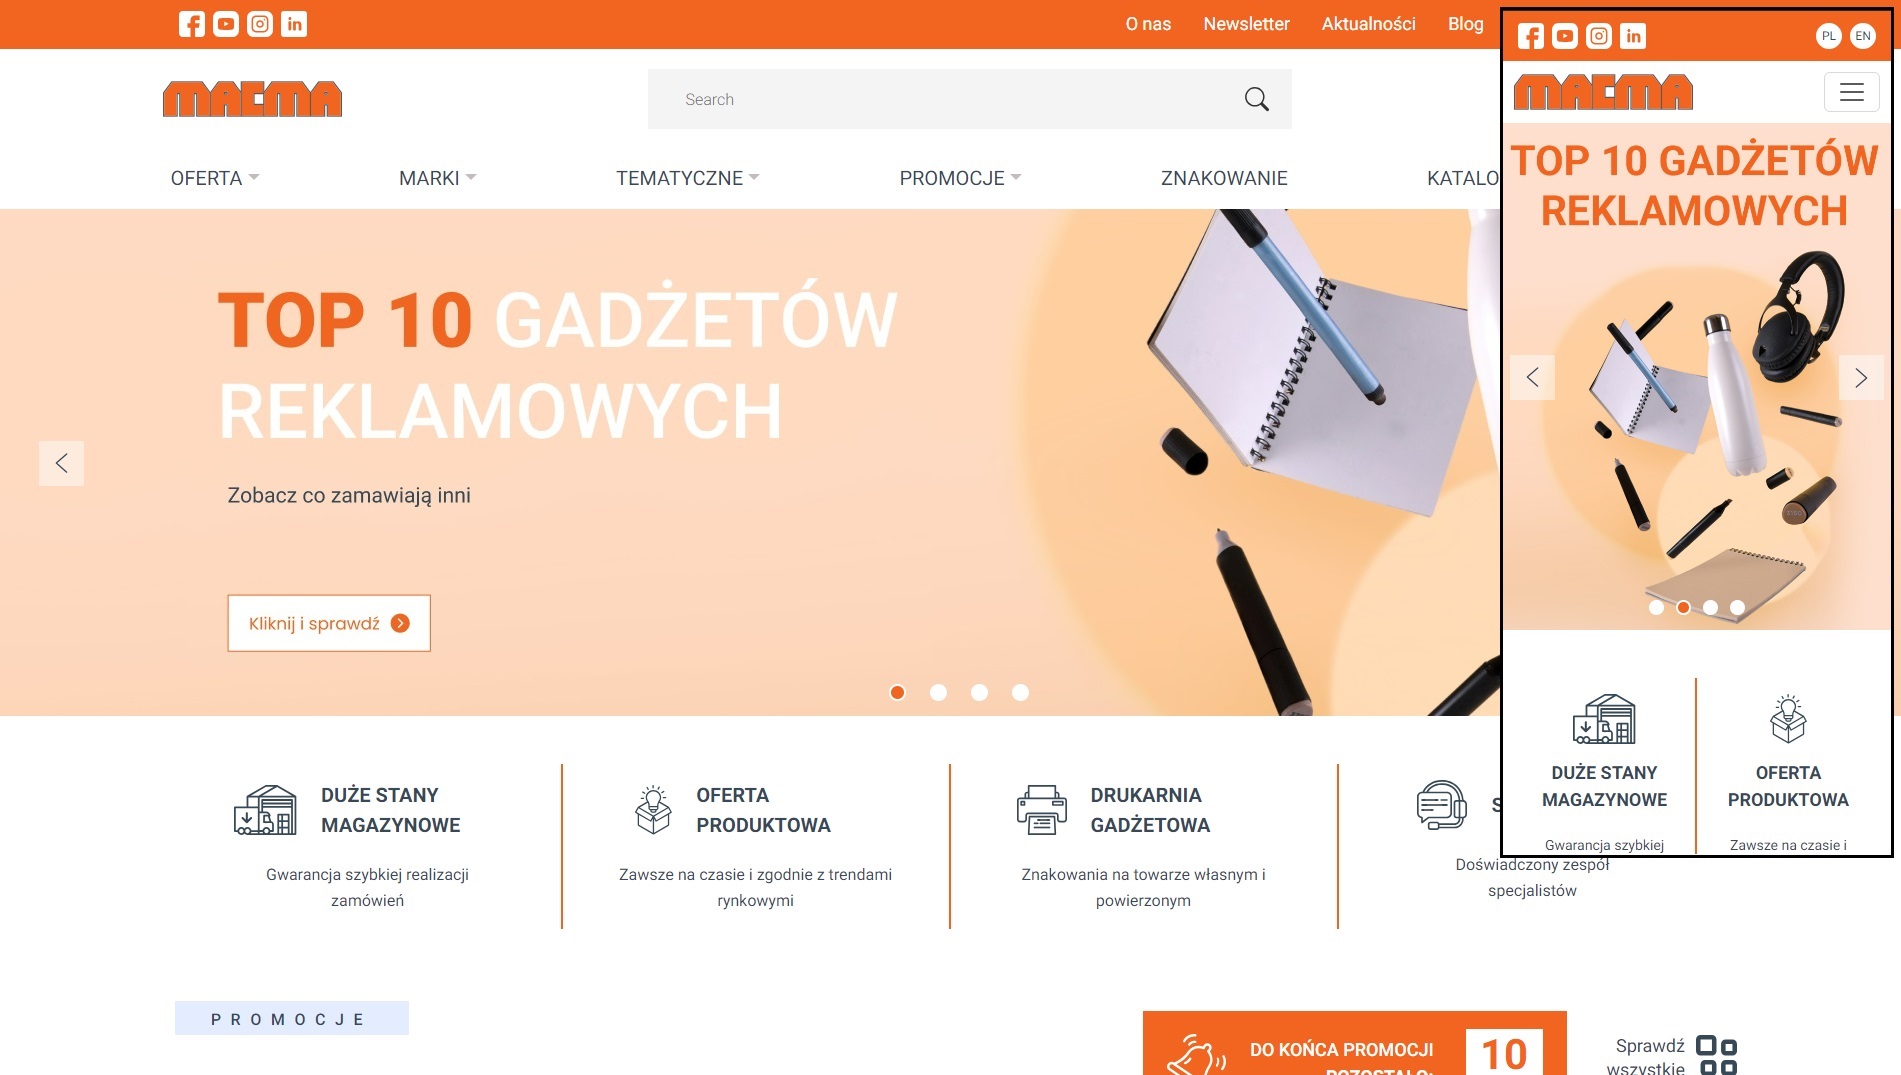 O nas Newsletter Aktualności Blog
MACMA
Search
OFERTA MARKI TEMATYCZNE PROMOCJE ZNAKOWANIE KATALO
TOP 10 GADŻETÓW
REKLAMOWYCH
Zobacz co zamawiają inni
Kliknij i sprawdź
DUŻE STANY
MAGAZYNOWE
Gwarancja szybkiej realizacji
zamówień
OFERTA
PRODUKTOWA
Zawsze na czasie i zgodnie z trendami
rynkowymi
DRUKARNIA
GADŻETOWA
Znakowania na towarze własnym i
powierzonym
S
Doświadczony zespół
specjalistów
PROMOCJE
DO KOŃCA PROMOCJI
POZOSTAŁO:
10
Sprawdź
wszystkie
PL EN
MACMA
TOP 10 GADŻETÓW
REKLAMOWYCH
DUŻE STANY
MAGAZYNOWE
Gwarancja szybkiej
OFERTA
PRODUKTOWA
Zawsze na czasie i